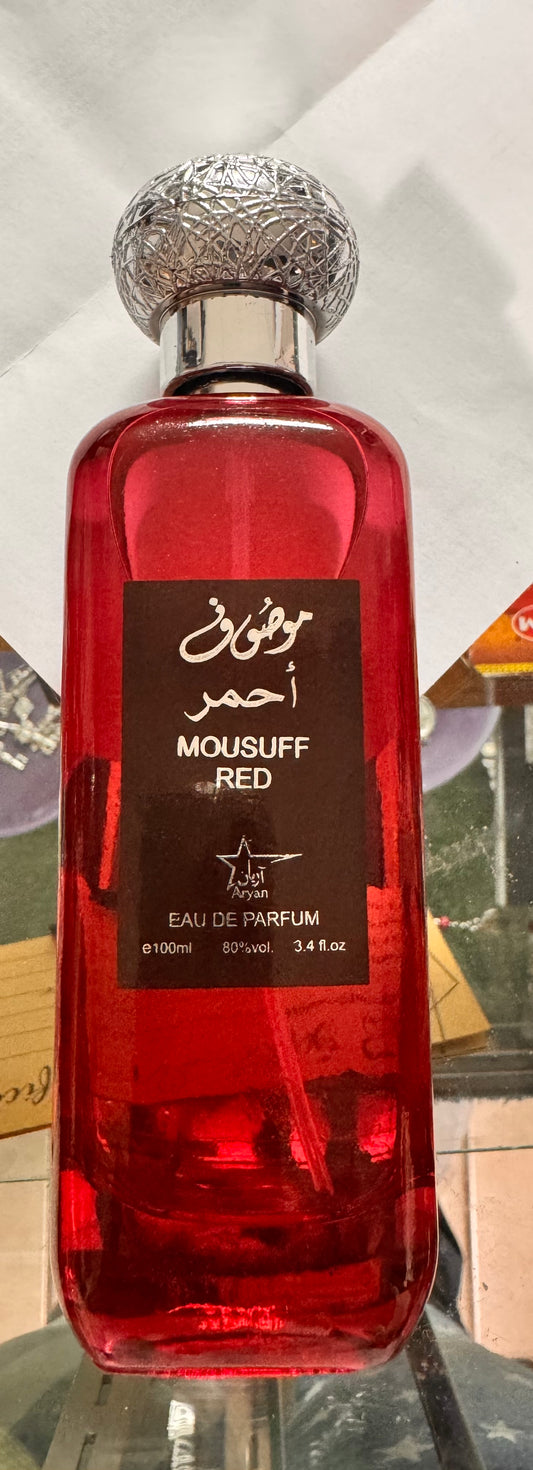 موصوف
أحمر
MOUSUFF
RED
آريان
Aryan
EAU DE PARFUM
e100ml 80%vol. 3.4 fl.oz